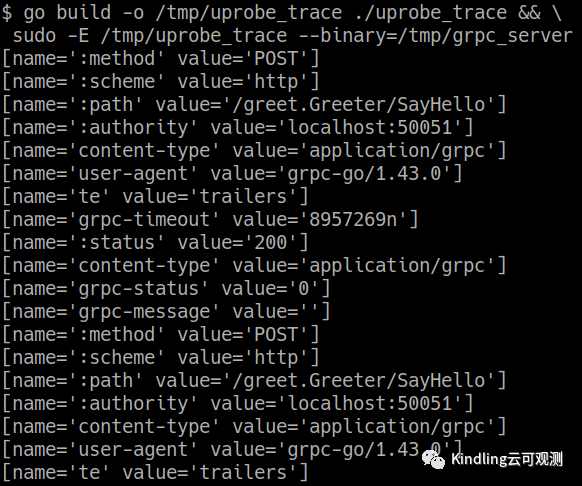 $ go build -o /tmp/uprobe_trace ./uprobe_trace && \
sudo -E /tmp/uprobe_trace --binary=/tmp/grpc_server
[name=':method' value='POST']
[name=':scheme' value='http']
[name=':path' value='/greet.Greeter/SayHello']
[name=':authority' value='localhost:50051']
[name='content-type' value='application/grpc']
[name='user-agent' value='grpc-go/1.43.0']
[name='te' value='trailers']
[name='grpc-timeout' value='8957269n']
[name=':status' value='200']
[name='content-type' value='application/grpc']
[name='grpc-status' value='0']
[name='grpc-message' value='']
[name=':method' value='POST']
[name=':scheme' value='http']
[name=':path' value='/greet.Greeter/SayHello']
[name=':authority' value='localhost:50051']
[name='content-type' value='application/grpc']
[name='user-agent' value='grpc-go/1.43.0']
[name='te' value='trailers']
Kindling云可观测